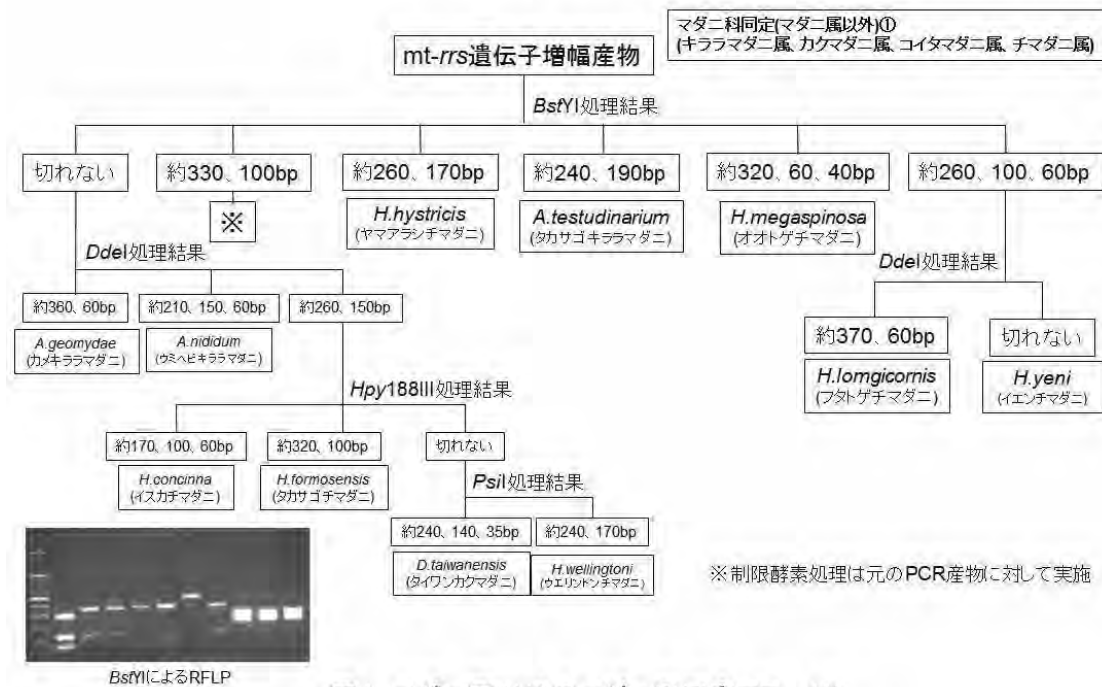 マダニ科同定(マダニ属以外)①
(キララマダニ属、カクマダニ属、コイタマダニ属、チマダニ属)
mt-rrs遺伝子増幅産物
BstYI処理結果
切れない
約330、100bp
約260、170bp
約240、190bp
約320、60、40bp
約260、100、60bp
※
H.hystricis
(ヤマアラシチマダニ)
A.testudinarium
(タカサゴキララマダニ)
H.megaspinosa
(オオトゲチマダニ)
DdeI処理結果
DdeI処理結果
約360、60bp
約210、150、60bp
約260、150bp
約370、60bp
切れない
A.geomydae
(カメキララマダニ)
A.nididum
(ウミヘビキララマダニ)
H.lomgicornis
(フタトゲチマダニ)
H.yeni
(イエンチマダニ)
Hpy188III処理結果
約170、100、60bp
約320、100bp
切れない
H.concinna
(イスカチマダニ)
H.formosensis
(タカサゴチマダニ)
PsiI処理結果
約240、140、35bp
約240、170bp
D.taiwanensis
(タイワンカクマダニ)
H.wellingtoni
(ウエリントンチマダニ)
※制限酵素処理は元のPCR産物に対して実施
BstYIによるRFLP